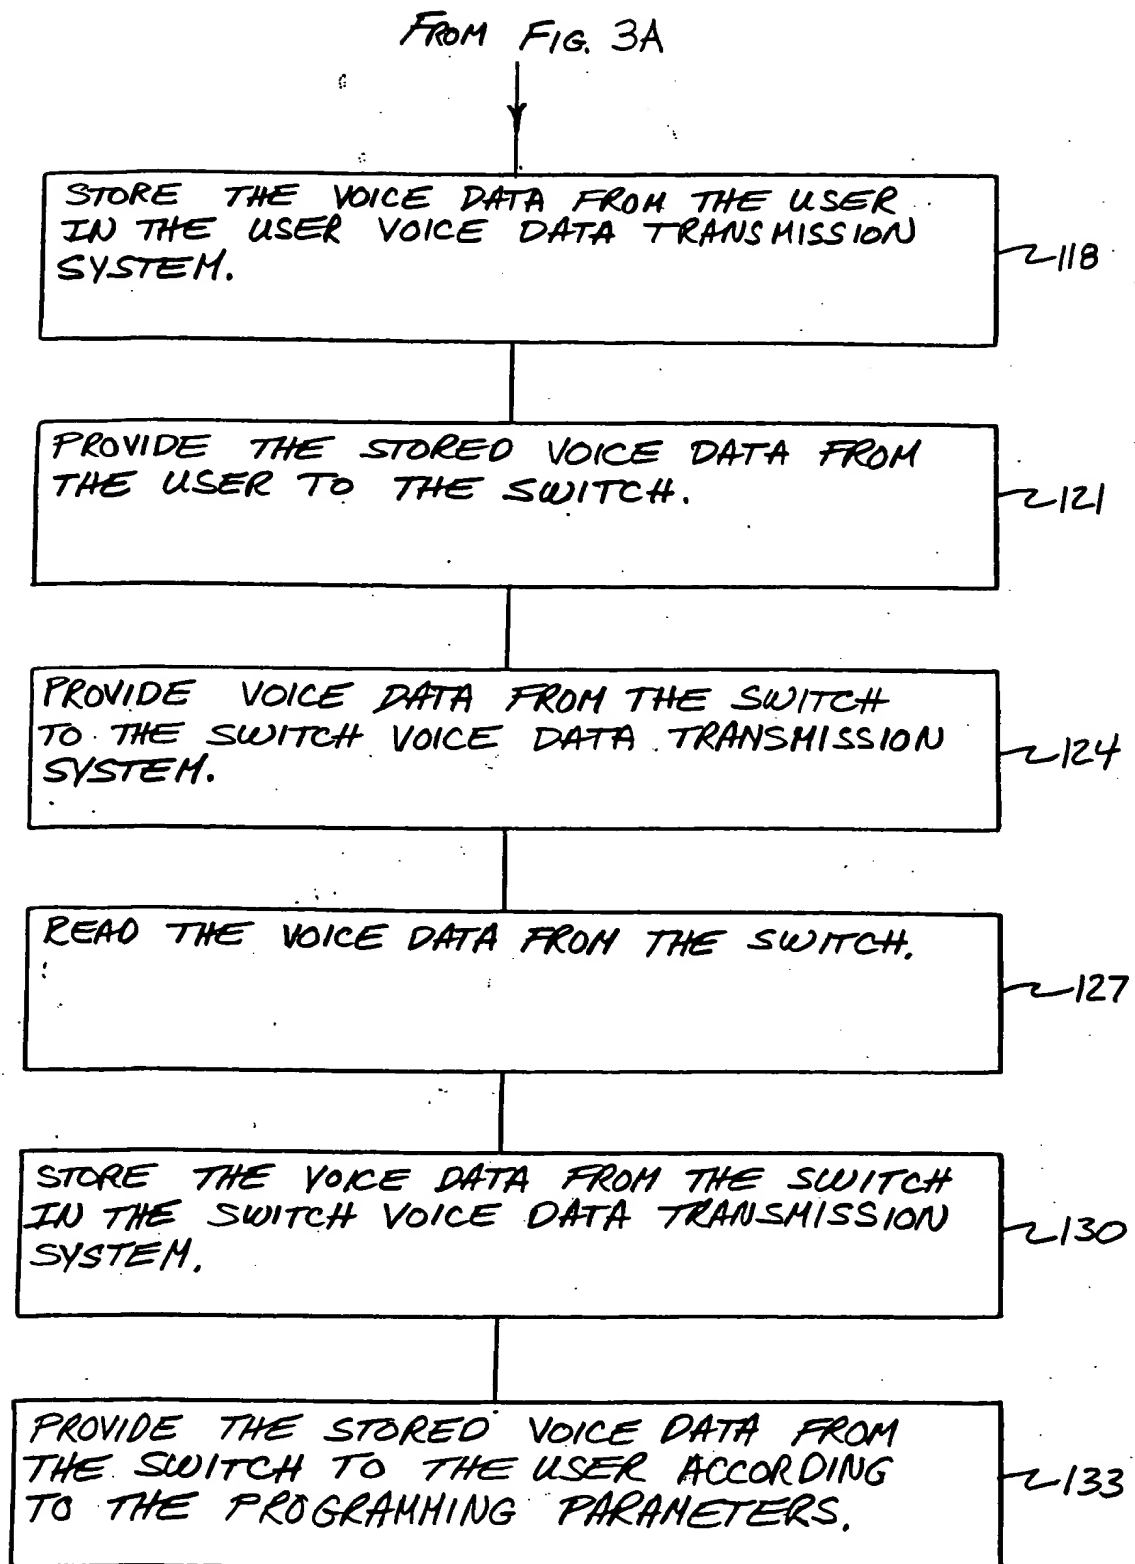 FROM FIG. 3A
STORE THE VOICE DATA FROM THE USER
IN THE USER VOICE DATA TRANSMISSION
SYSTEM.
118
PROVIDE THE STORED VOICE DATA FROM
THE USER TO THE SWITCH.
121
PROVIDE VOICE DATA FROM THE SWITCH
TO THE SWITCH VOICE DATA TRANSMISSION
SYSTEM.
124
READ THE VOICE DATA FROM THE SWITCH.
127
STORE THE VOICE DATA FROM THE SWITCH
IN THE SWITCH VOICE DATA TRANSMISSION
SYSTEM.
130
PROVIDE THE STORED VOICE DATA FROM
THE SWITCH TO THE USER ACCORDING
TO THE PROGRAMMING PARAMETERS.
133